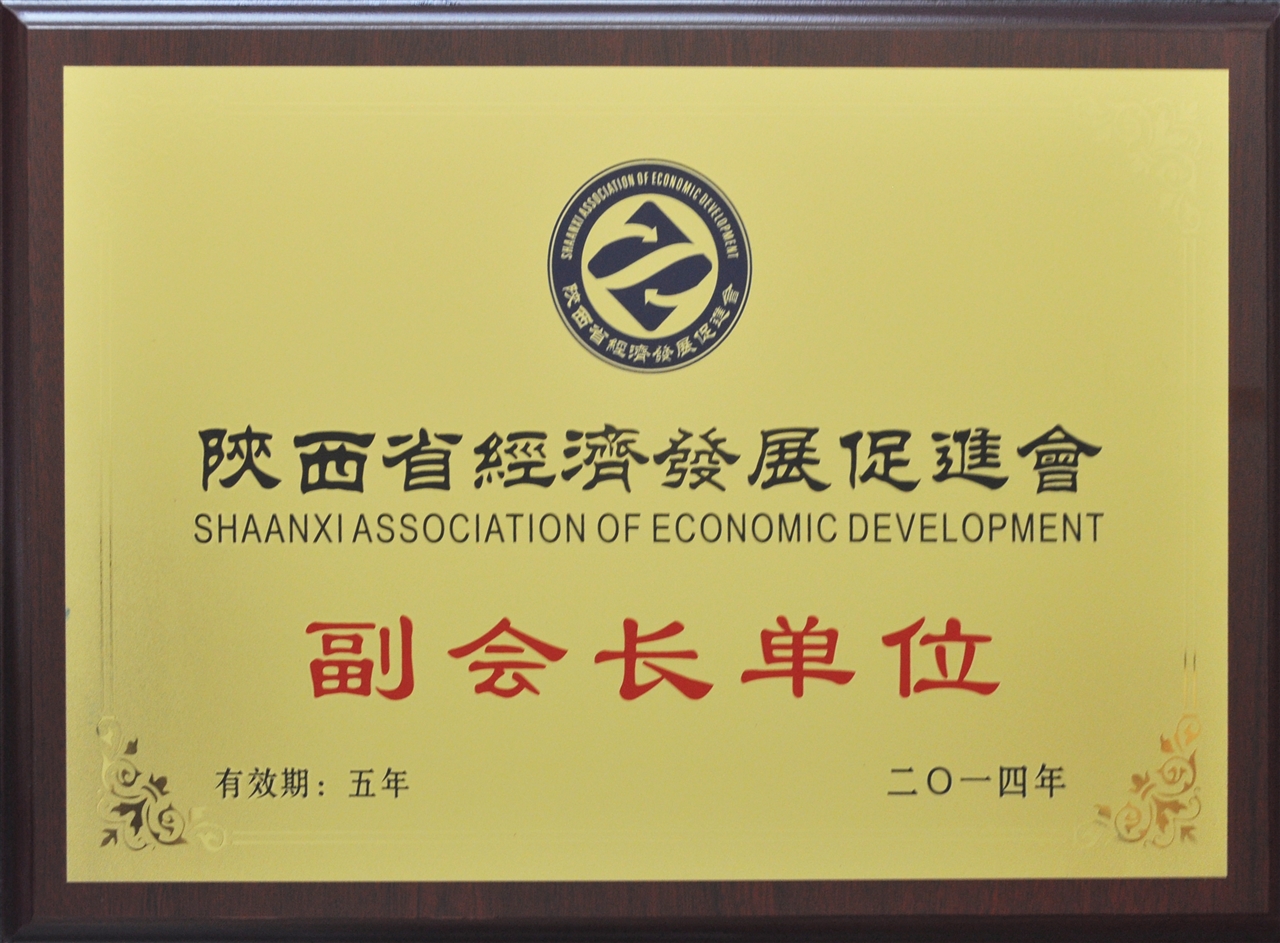 SHAANXI ASSOCIATION OF ECONOMIC DEVELOPMENT
陝西省經濟發展促進會
陝西省經濟發展促進會
SHAANXI ASSOCIATION OF ECONOMIC DEVELOPMENT
副会长单位
有效期：五年
二〇一四年